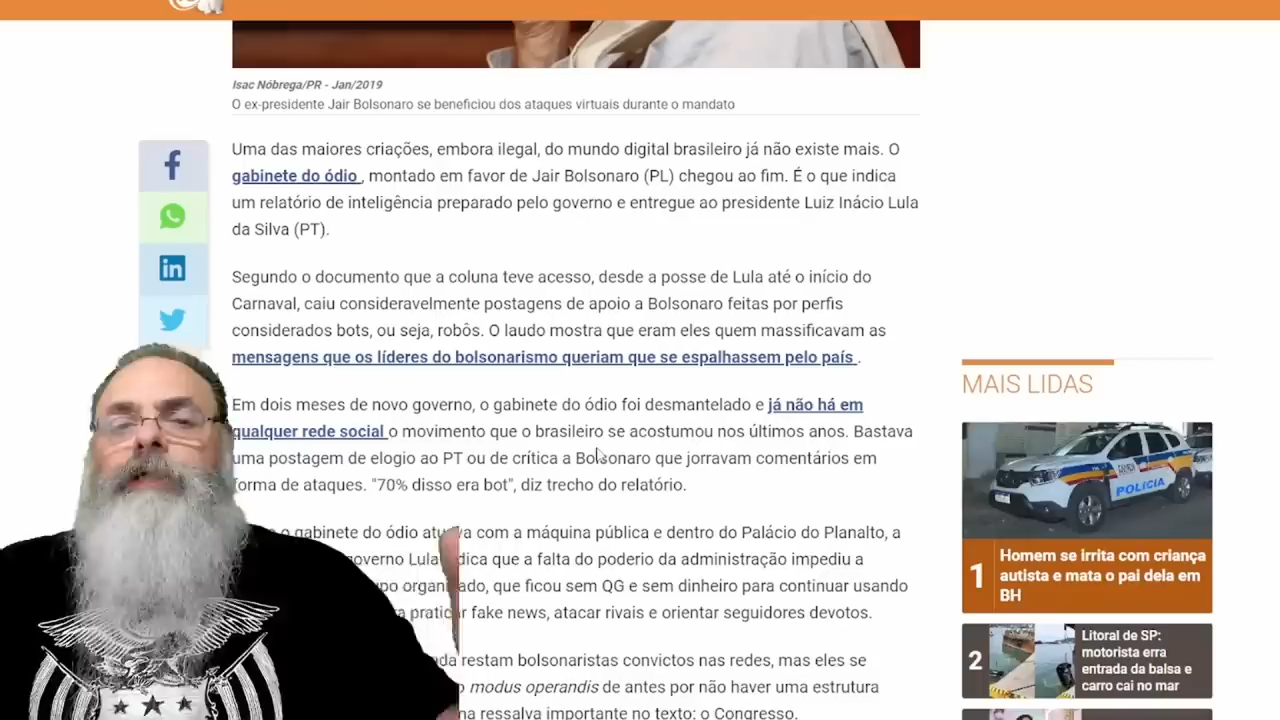 Isac Nóbrega/PR - Jan/2019
O ex-presidente Jair Bolsonaro se beneficiou dos ataques virtuais durante o mandato
Uma das maiores criações, embora ilegal, do mundo digital brasileiro já não existe mais. O
gabinete do ódio , montado em favor de Jair Bolsonaro (PL) chegou ao fim. É o que indica
um relatório de inteligência preparado pelo governo e entregue ao presidente Luiz Inácio Lula
da Silva (PT).
Segundo o documento que a coluna teve acesso, desde a posse de Lula até o início do
Carnaval, caiu consideravelmente postagens de apoio a Bolsonaro feitas por perfis
considerados bots, ou seja, robôs. O laudo mostra que eram eles quem massificavam as
mensagens que os líderes do bolsonarismo queriam que se espalhassem pelo país .
Em dois meses de novo governo, o gabinete do ódio foi desmantelado e já não há em
qualquer rede social o movimento que o brasileiro se acostumou nos últimos anos. Bastava
uma postagem de elogio ao PT ou de crítica a Bolsonaro que jorravam comentários em
forma de ataques. "70% disso era bot", diz trecho do relatório.
o gabinete do ódio com a máquina pública e dentro do Palácio do Planalto, a
governo Lula que a falta do poderio da administração impediu a
que ficou sem QG e sem dinheiro para continuar usando
praticar fake news, atacar rivais e orientar seguidores devotos.
restam bolsonaristas convictos nas redes, mas eles se
modus operandis de antes por não haver uma estrutura
ressalva importante no texto: o Congresso.
MAIS LIDAS
POLÍCIA
1 Homem se irrita com criança
autista e mata o pai dela em
BH
2 Litoral de SP:
motorista erra
entrada da balsa e
carro cai no mar